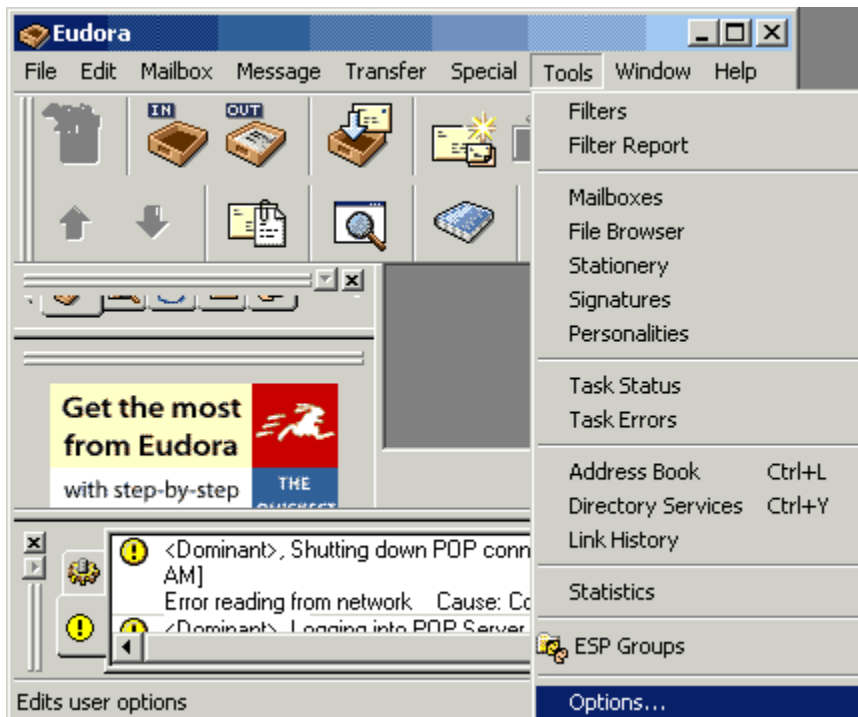 Eudora
File Edit Mailbox Message Transfer Special Tools Window Help
IN OUT
Filters
Filter Report
Mailboxes
File Browser
Stationery
Signatures
Personalities
Task Status
Task Errors
Address Book Ctrl+L
Directory Services Ctrl+Y
Link History
Statistics
ESP Groups
Options...
Get the most
from Eudora
with step-by-step
THE
QUICKEST
<Dominant>, Shutting down POP conn
AM]
Error reading from network Cause: Co
<Dominant>, Logging into POP Server
Edits user options